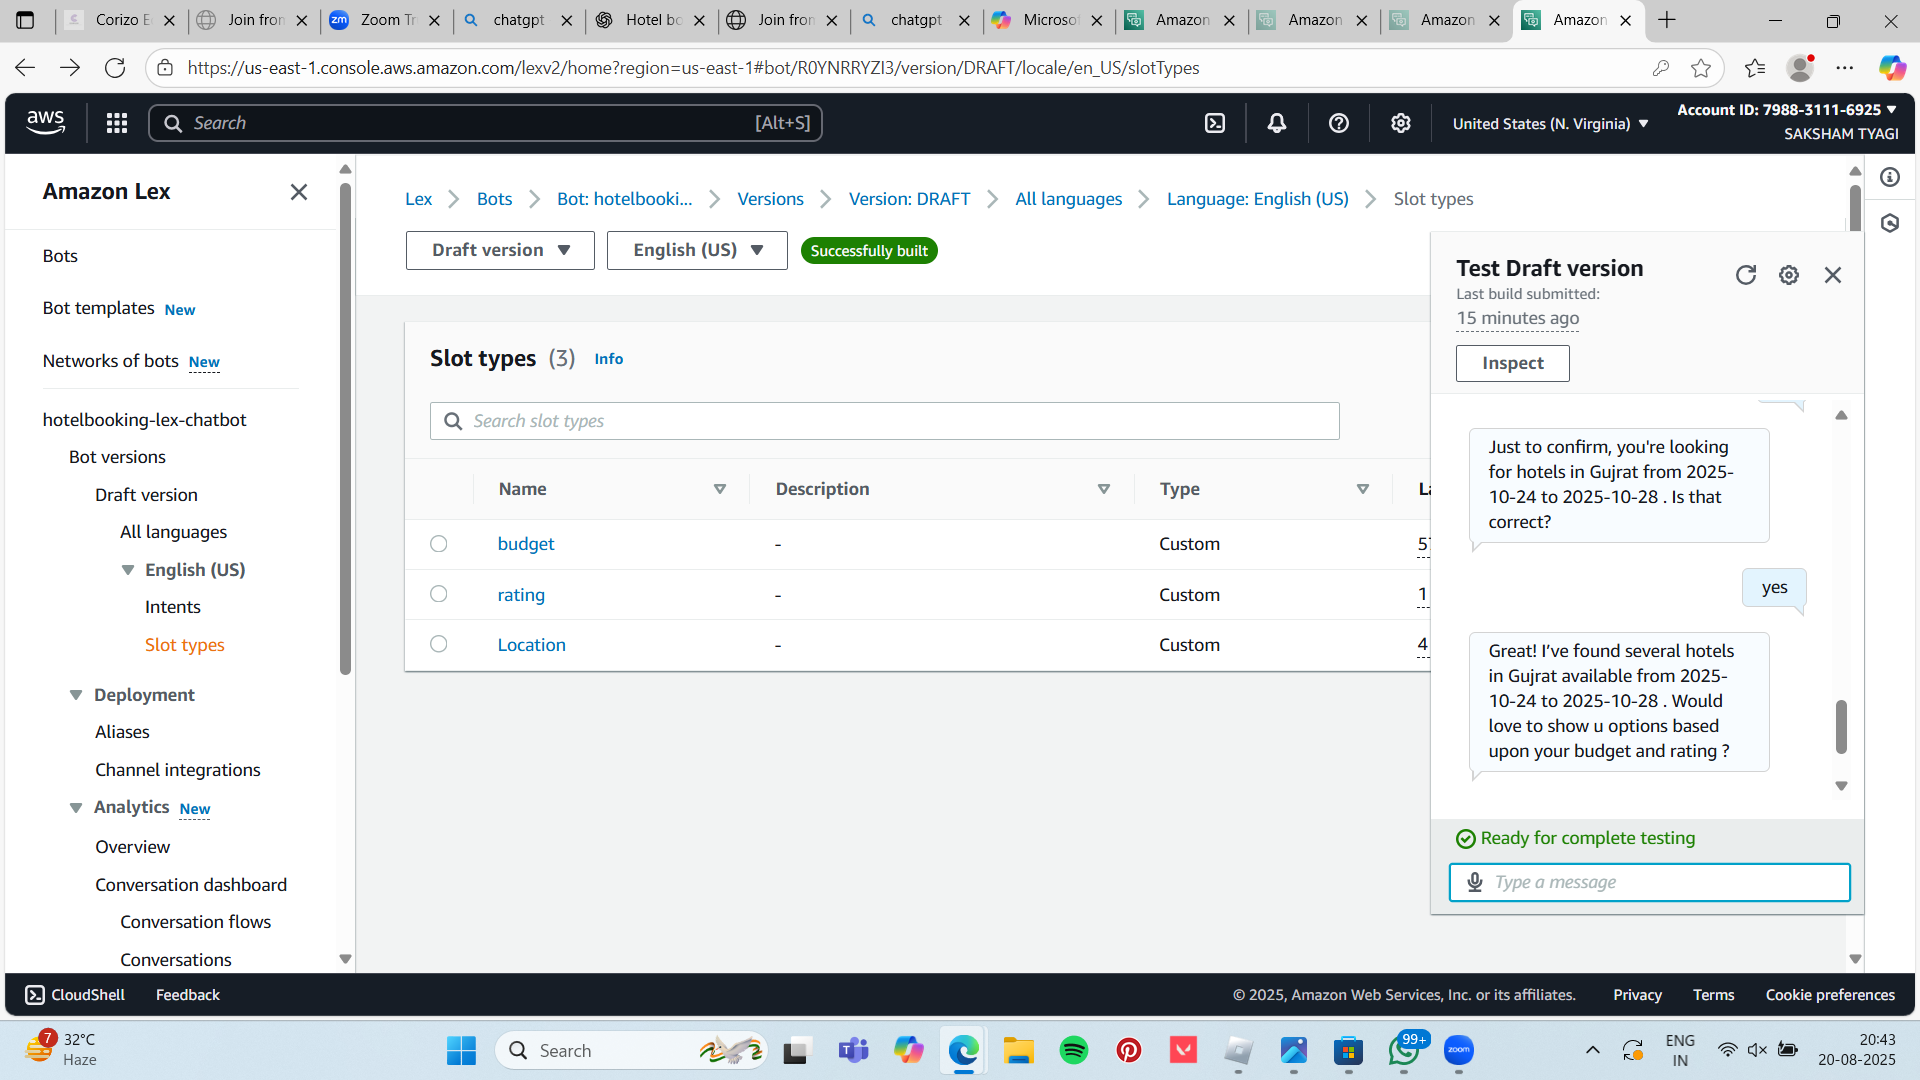 Corizo E
Join fron
Zoom Tr
chatgpt
Hotel bo
Join fron
chatgpt
Microsof
Amazon
Amazon
Amazon
Amazon
https://us-east-1.console.aws.amazon.com/lexv2/home?region=us-east-1#bot/R0YNRRYZI3/version/DRAFT/locale/en_US/slotTypes
aws
Search
[Alt+S]
United States (N. Virginia)
Account ID: 7988-3111-6925
SAKSHAM TYAGI
Amazon Lex
Bots
Bot templates New
Networks of bots New
hotelbooking-lex-chatbot
Bot versions
Draft version
All languages
English (US)
Intents
Slot types
Deployment
Aliases
Channel integrations
Analytics New
Overview
Conversation dashboard
Conversation flows
Conversations
Lex
Bots
Bot: hotelbooki...
Versions
Version: DRAFT
All languages
Language: English (US)
Slot types
Draft version
English (US)
Successfully built
Slot types (3) Info
Search slot types
Name Description Type La
budget - Custom 57
rating - Custom 1
Location - Custom 4
Test Draft version
Last build submitted:
15 minutes ago
Inspect
Just to confirm, you're looking
for hotels in Gujrat from 2025-
10-24 to 2025-10-28 . Is that
correct?
yes
Great! I’ve found several hotels
in Gujrat available from 2025-
10-24 to 2025-10-28 . Would
love to show u options based
upon your budget and rating ?
Ready for complete testing
Type a message
CloudShell
Feedback
© 2025, Amazon Web Services, Inc. or its affiliates.
Privacy
Terms
Cookie preferences
7
32°C
Haze
Search
99+
zoom
ENG
IN
20:43
20-08-2025